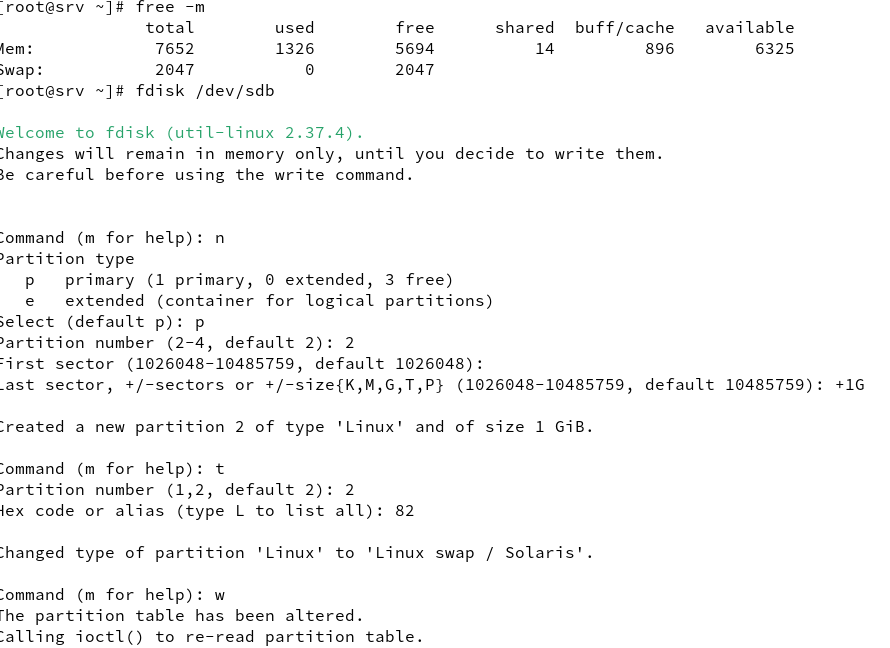 [root@srv ~]# free -m
total used free shared buff/cache available
Mem: 7652 1326 5694 14 896 6325
Swap: 2047 0 2047
[root@srv ~]# fdisk /dev/sdb
Welcome to fdisk (util-linux 2.37.4).
Changes will remain in memory only, until you decide to write them.
Be careful before using the write command.
Command (m for help): n
Partition type
p primary (1 primary, 0 extended, 3 free)
e extended (container for logical partitions)
Select (default p): p
Partition number (2-4, default 2): 2
First sector (1026048-10485759, default 1026048):
Last sector, +/-sectors or +/-size{K,M,G,T,P} (1026048-10485759, default 10485759): +1G
Created a new partition 2 of type 'Linux' and of size 1 GiB.
Command (m for help): t
Partition number (1,2, default 2): 2
Hex code or alias (type L to list all): 82
Changed type of partition 'Linux' to 'Linux swap / Solaris'.
Command (m for help): w
The partition table has been altered.
Calling ioctl() to re-read partition table.